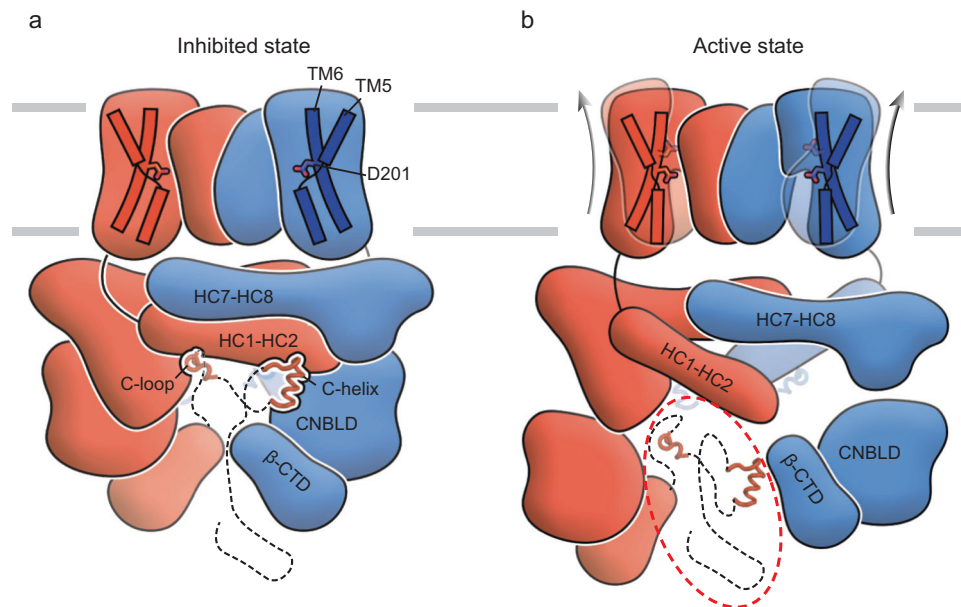 a
Inhibited state
TM6
TM5
D201
HC7-HC8
HC1-HC2
C-loop
C-helix
CNBLD
β-CTD
b
Active state
HC7-HC8
HC1-HC2
CNBLD
β-CTD